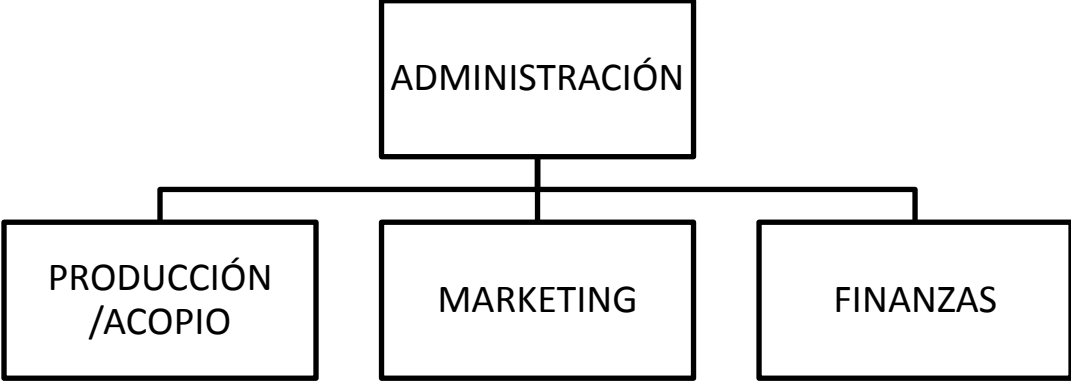 ADMINISTRACIÓN
PRODUCCIÓN
/ACOPIO
MARKETING
FINANZAS